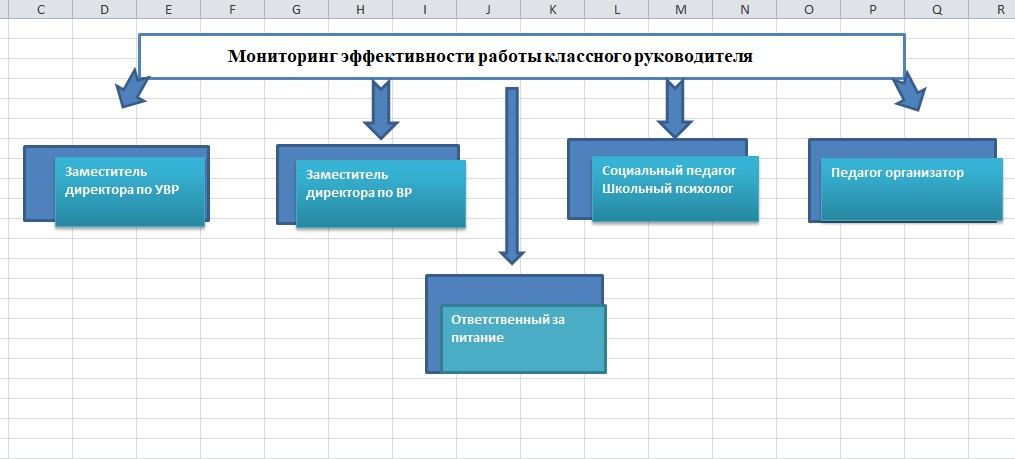 C D E F G H I J K L M N O P Q R
Мониторинг эффективности работы классного руководителя
Заместитель
директора по УВР
Заместитель
директора по ВР
Социальный педагог
Школьный психолог
Педагог организатор
Ответственный за
питание